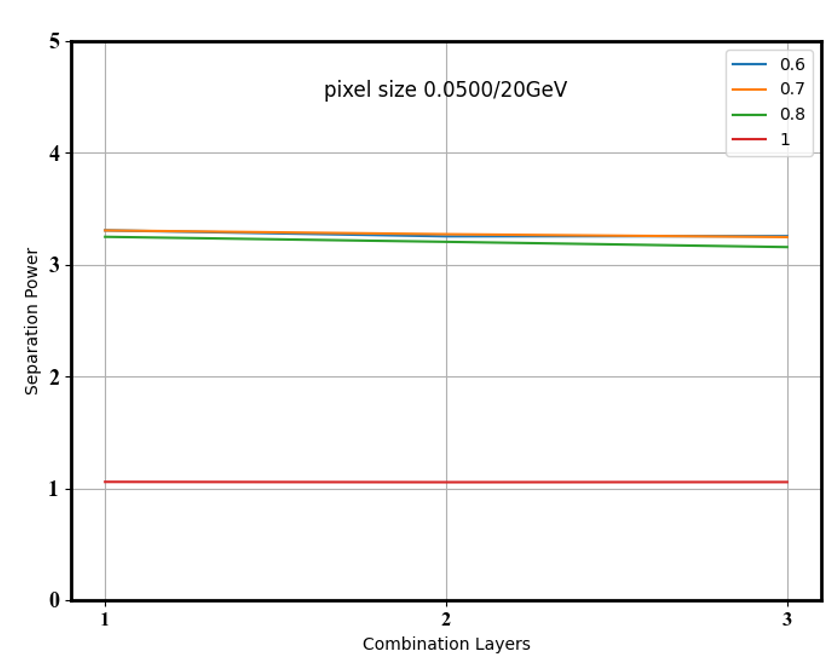 pixel size 0.0500/20GeV
0.6
0.7
0.8
1
Separation Power
5
4
3
2
1
0
1 2 3
Combination Layers